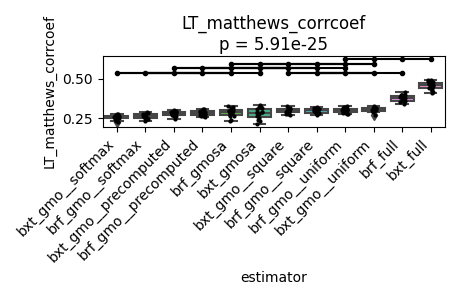 LT_matthews_corrcoef
p = 5.91e-25
LT_matthews_corrcoef
0.50
0.25
bxt_gmo__softmax
brf_gmo__softmax
bxt_gmo__precomputed
brf_gmo__precomputed
brf_gmosa
bxt_gmosa
bxt_gmo__square
brf_gmo__square
brf_gmo__uniform
bxt_gmo__uniform
brf_full
bxt_full
estimator